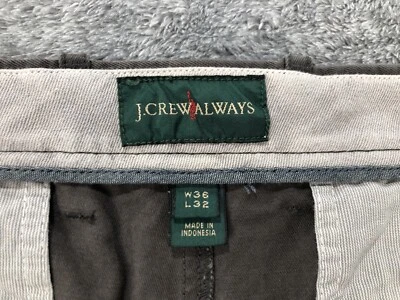 J.CREW ALWAYS
W36
L32
MADE IN
INDONESIA